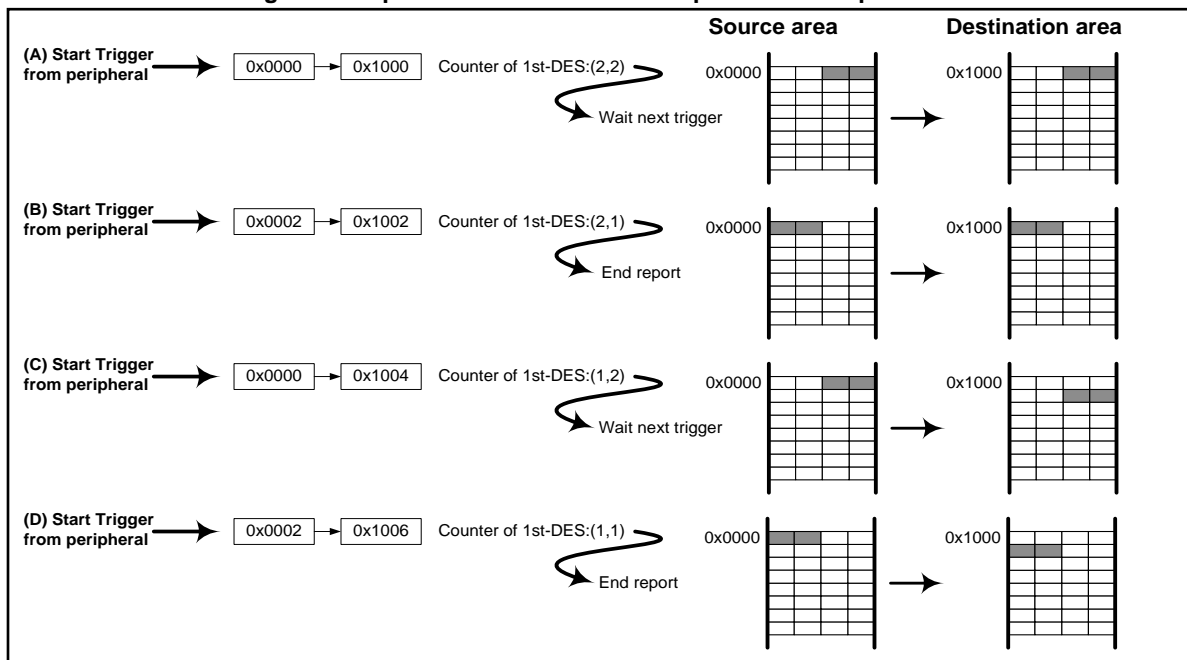 Source area
Destination area
(A) Start Trigger
from peripheral
0x0000
0x1000
Counter of 1st-DES:(2,2)
Wait next trigger
0x0000
0x1000
(B) Start Trigger
from peripheral
0x0002
0x1002
Counter of 1st-DES:(2,1)
End report
0x0000
0x1000
(C) Start Trigger
from peripheral
0x0000
0x1004
Counter of 1st-DES:(1,2)
Wait next trigger
0x0000
0x1000
(D) Start Trigger
from peripheral
0x0002
0x1006
Counter of 1st-DES:(1,1)
End report
0x0000
0x1000